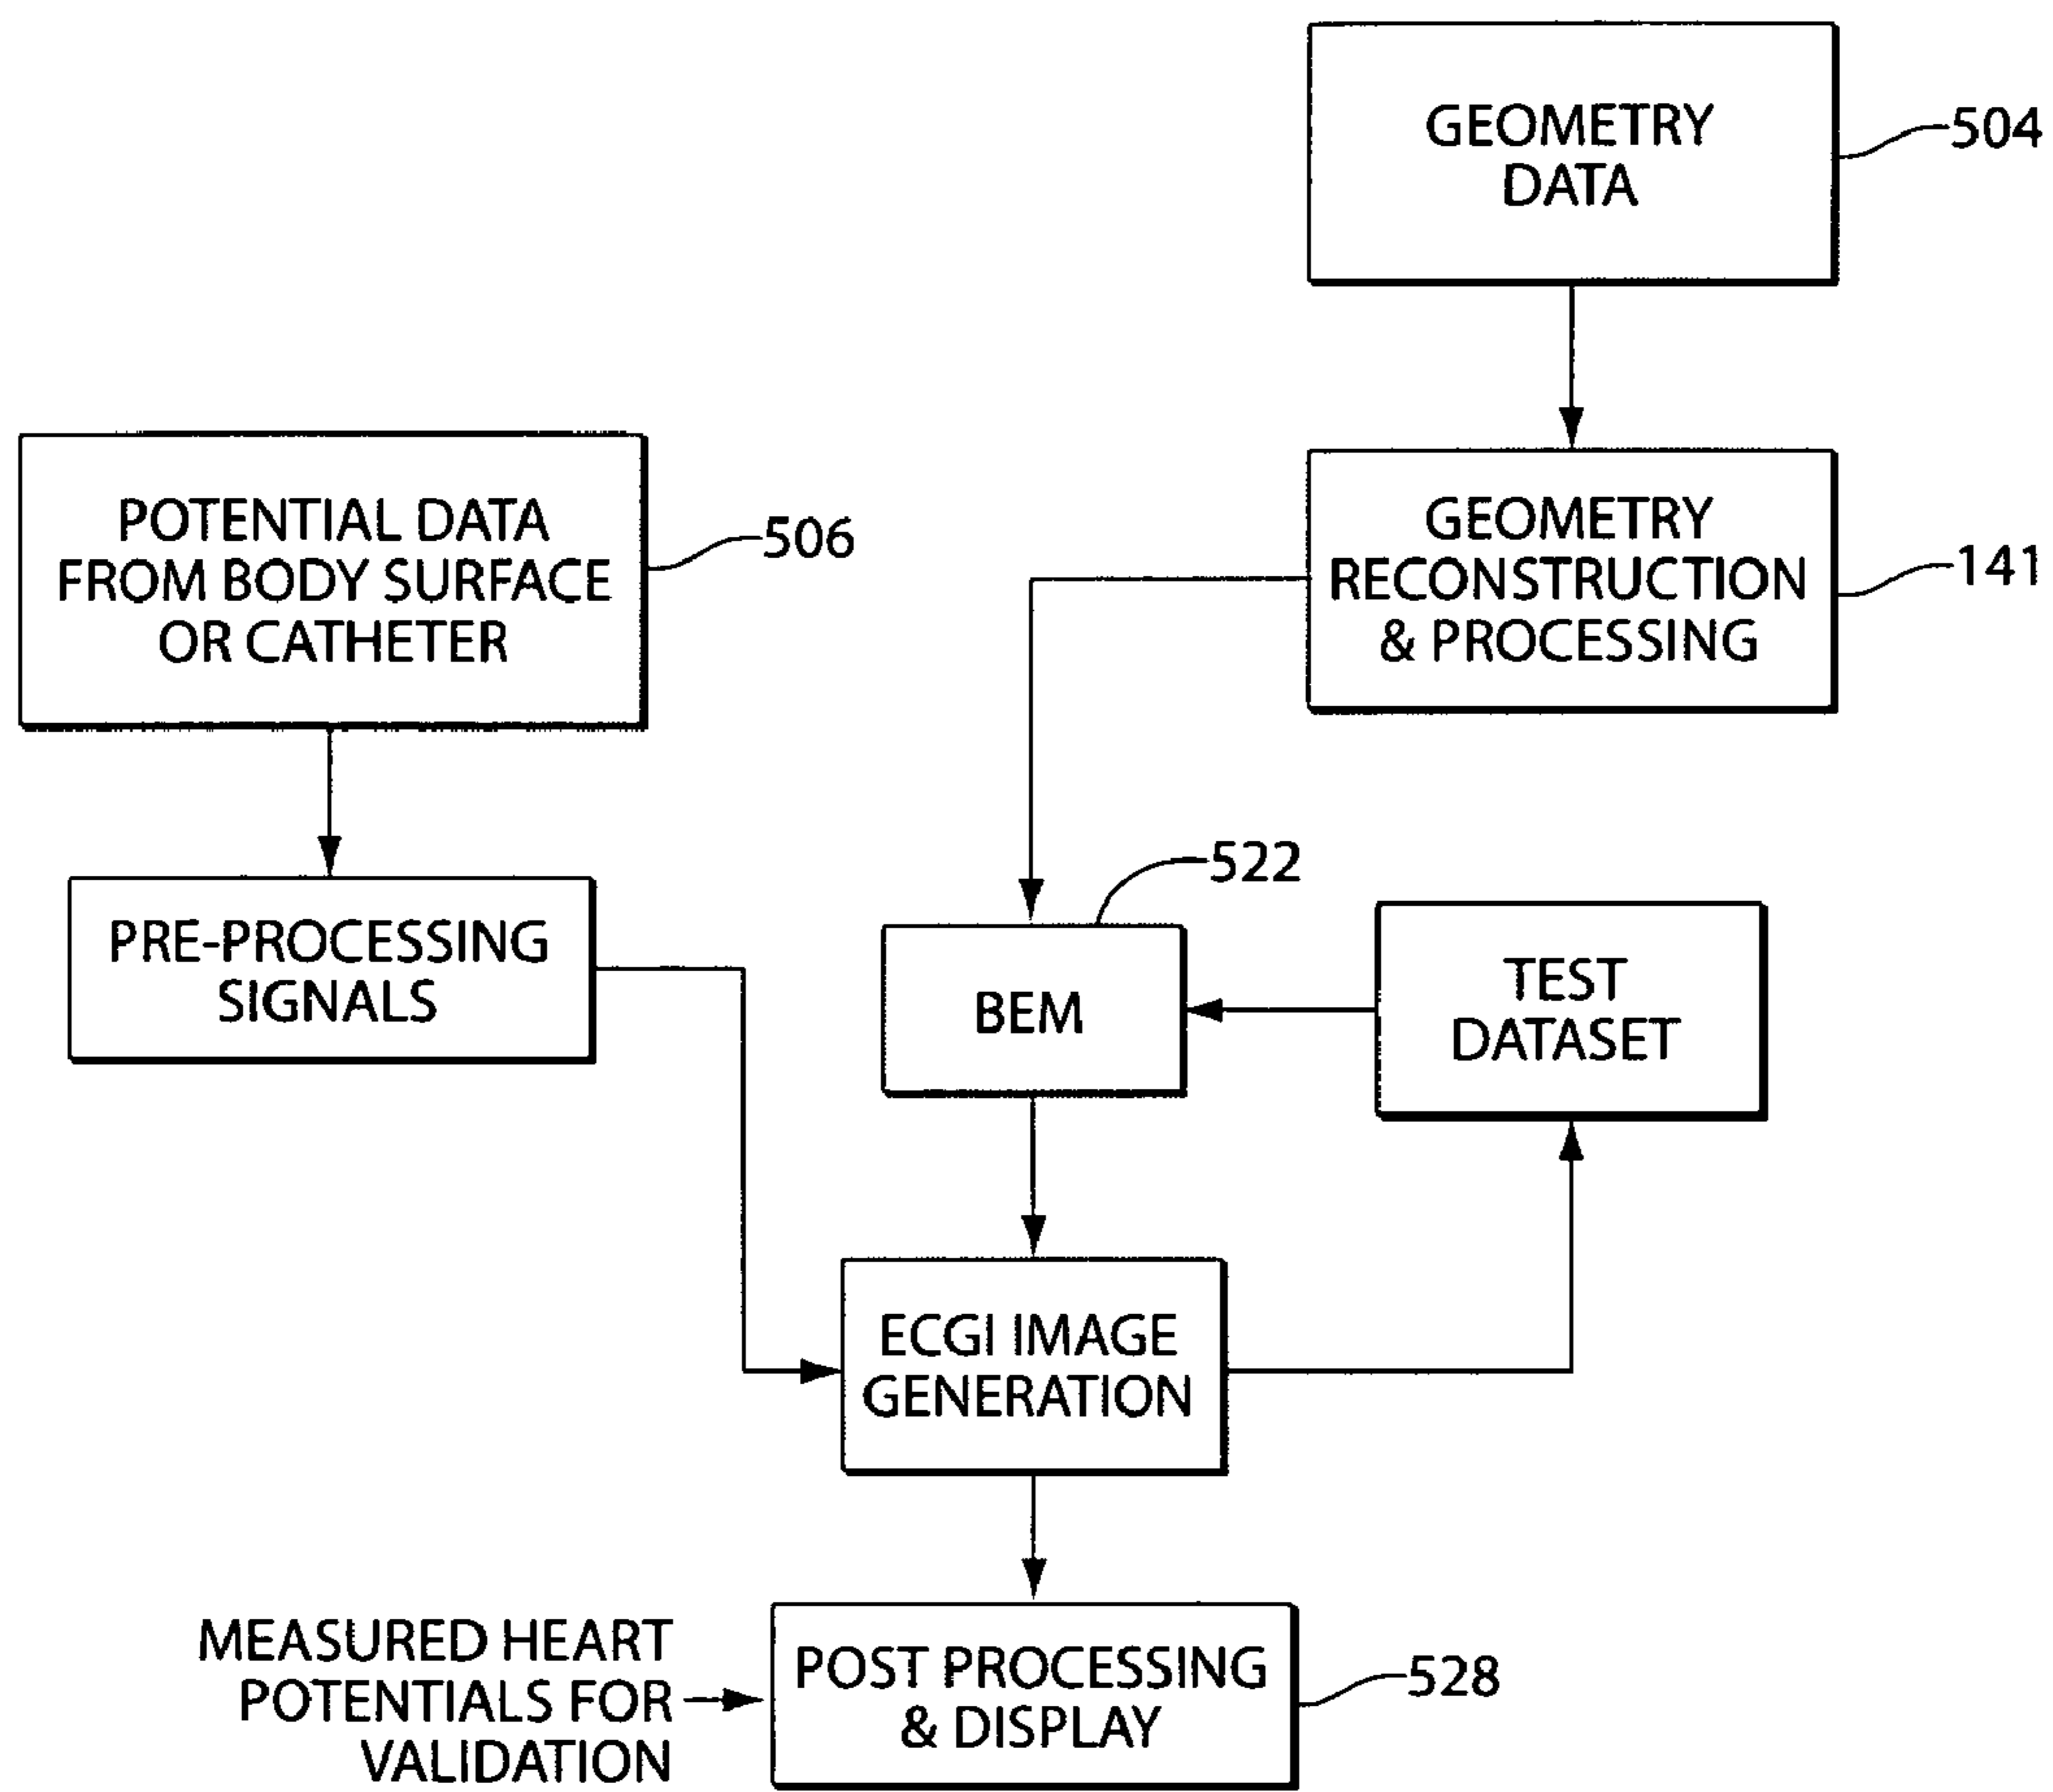 GEOMETRY
DATA
504
POTENTIAL DATA
FROM BODY SURFACE
OR CATHETER
506
GEOMETRY
RECONSTRUCTION
& PROCESSING
141
PRE-PROCESSING
SIGNALS
522
BEM
TEST
DATASET
ECGI IMAGE
GENERATION
MEASURED HEART
POTENTIALS FOR
VALIDATION
POST PROCESSING
& DISPLAY
528